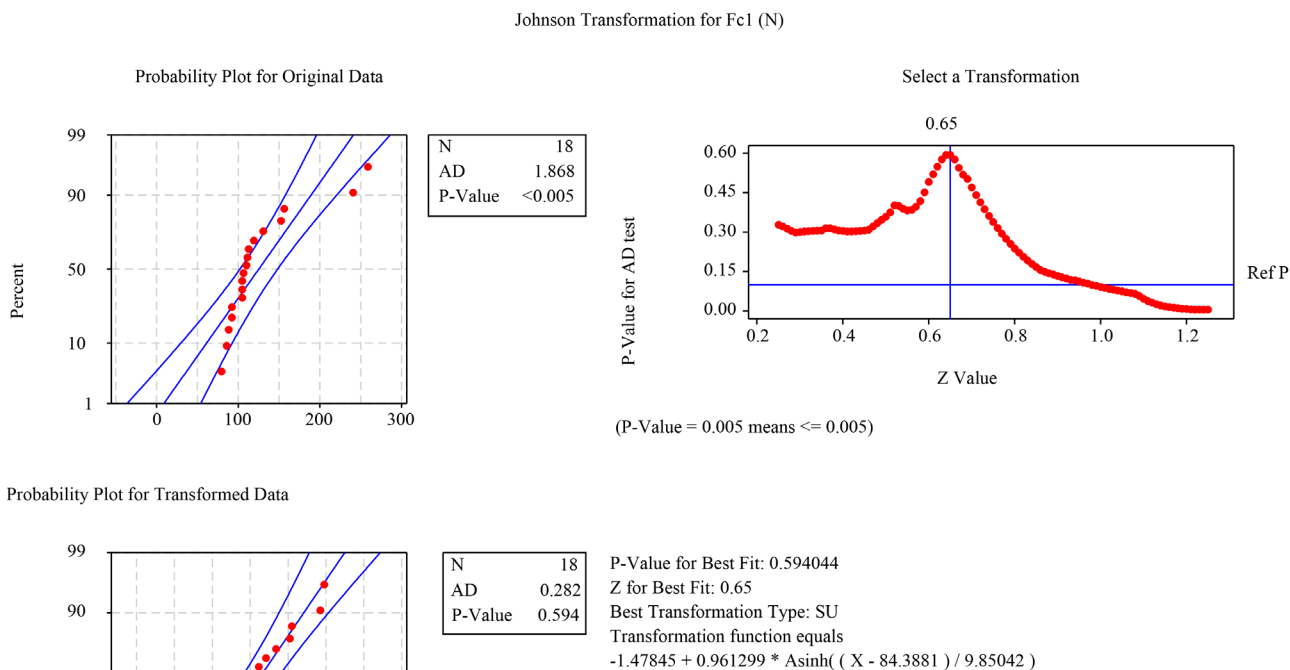 Johnson Transformation for Fc1 (N)
Probability Plot for Original Data
99
90
50
10
1
Percent
0 100 200 300
N 18
AD 1.868
P-Value <0.005
Select a Transformation
0.65
0.60
0.45
0.30
0.15
0.00
P-Value for AD test
Ref P
0.2 0.4 0.6 0.8 1.0 1.2
Z Value
(P-Value = 0.005 means <= 0.005)
Probability Plot for Transformed Data
99
90
N 18
AD 0.282
P-Value 0.594
P-Value for Best Fit: 0.594044
Z for Best Fit: 0.65
Best Transformation Type: SU
Transformation function equals
-1.47845 + 0.961299 * Asinh( ( X - 84.3881 ) / 9.85042 )